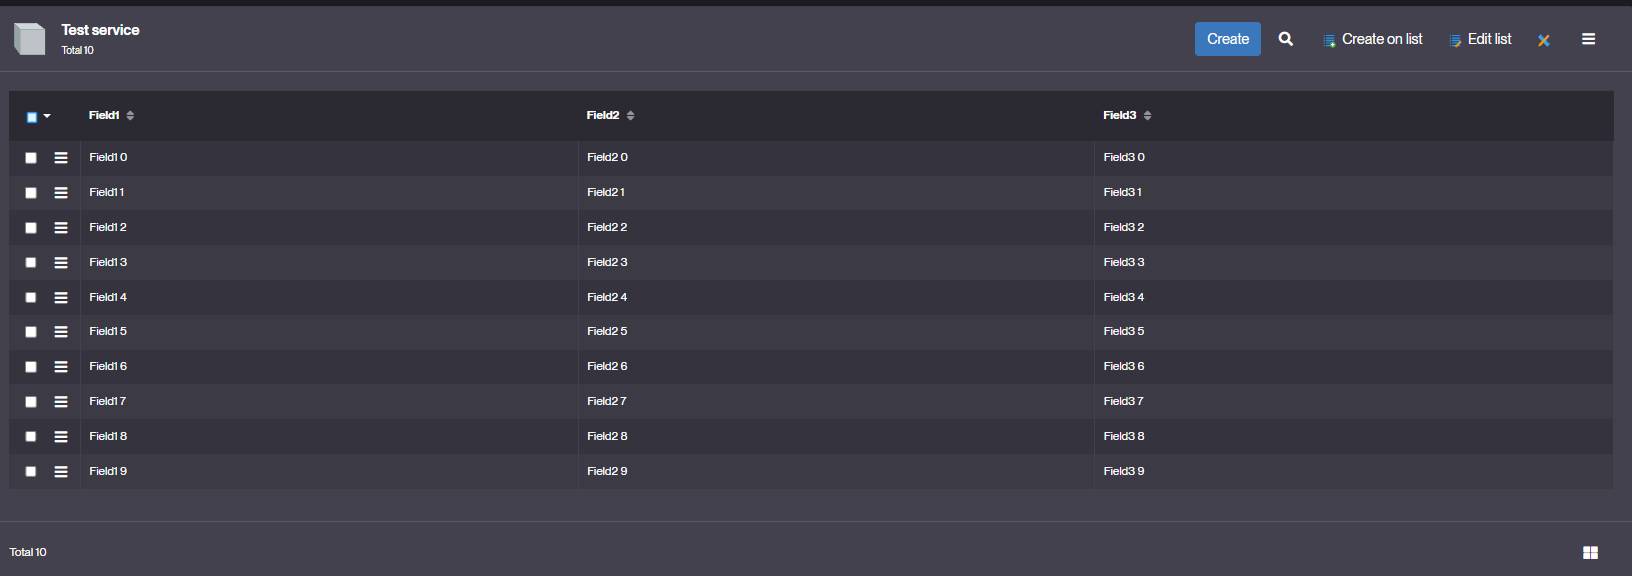 Test service
Total 10
Create
Create on list
Edit list
Field1 Field2 Field3
Field1 0 Field2 0 Field3 0
Field1 1 Field2 1 Field3 1
Field1 2 Field2 2 Field3 2
Field1 3 Field2 3 Field3 3
Field1 4 Field2 4 Field3 4
Field1 5 Field2 5 Field3 5
Field1 6 Field2 6 Field3 6
Field1 7 Field2 7 Field3 7
Field1 8 Field2 8 Field3 8
Field1 9 Field2 9 Field3 9
Total 10